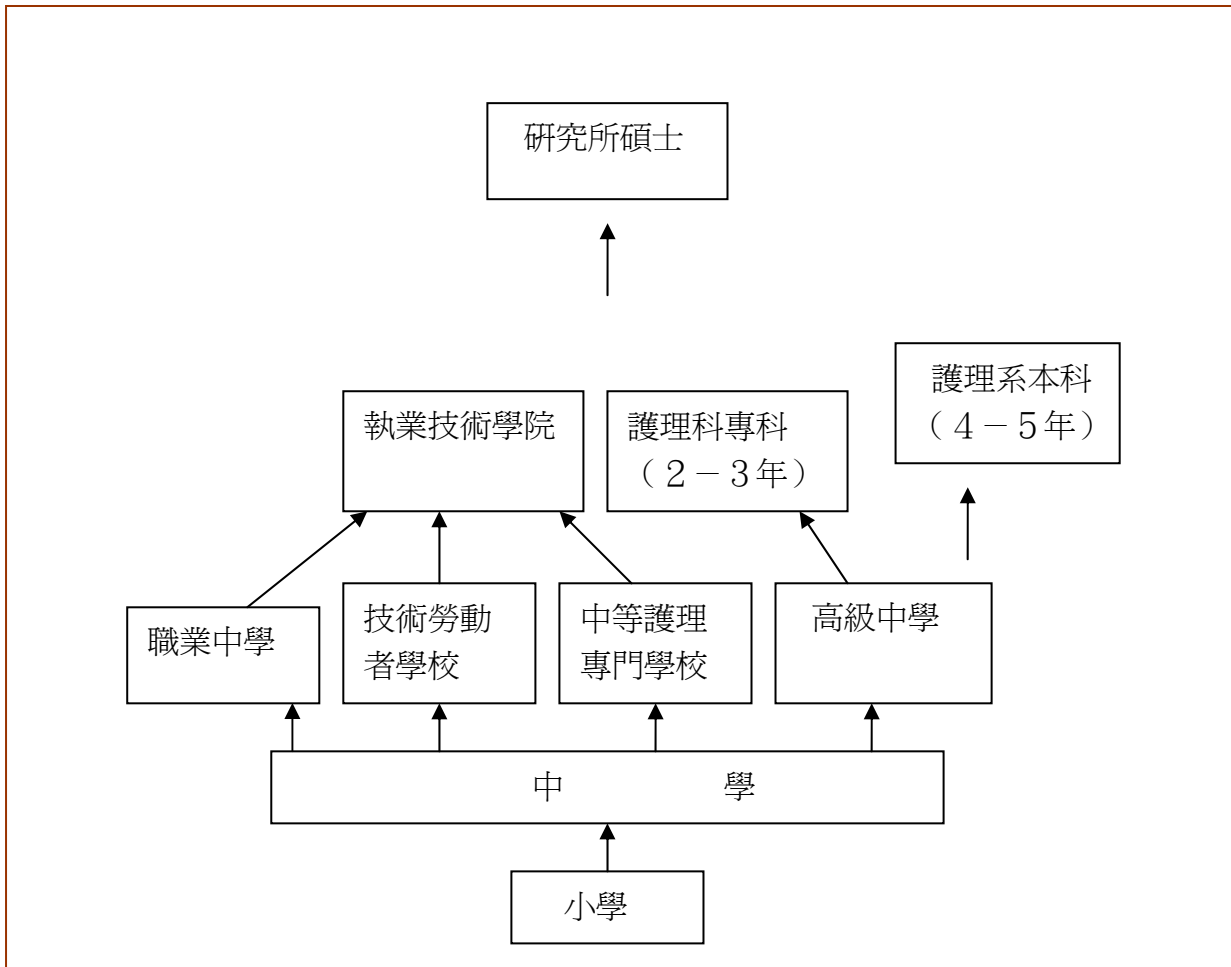 研究所碩士
護理系本科
（４－５年）
執業技術學院
護理科專科
（２－３年）
職業中學
技術勞動
者學校
中等護理
專門學校
高級中學
中 學
小學